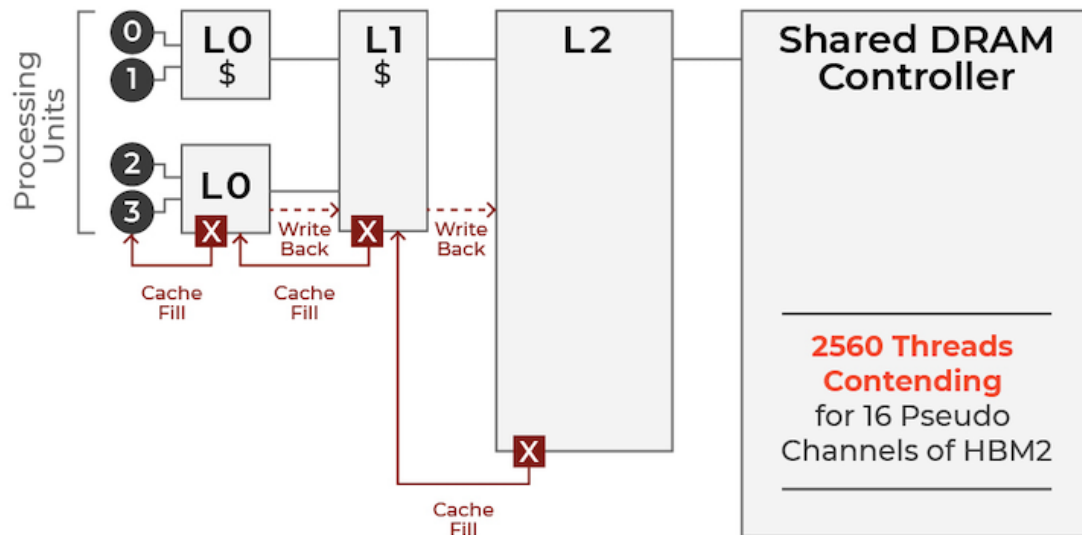 Processing
Units
0
1
2
3
L0
$
L0
X
L1
$
X
L2
X
Write
Back
Write
Back
Cache
Fill
Cache
Fill
Cache
Fill
Shared DRAM
Controller
2560 Threads
Contending
for 16 Pseudo
Channels of HBM2